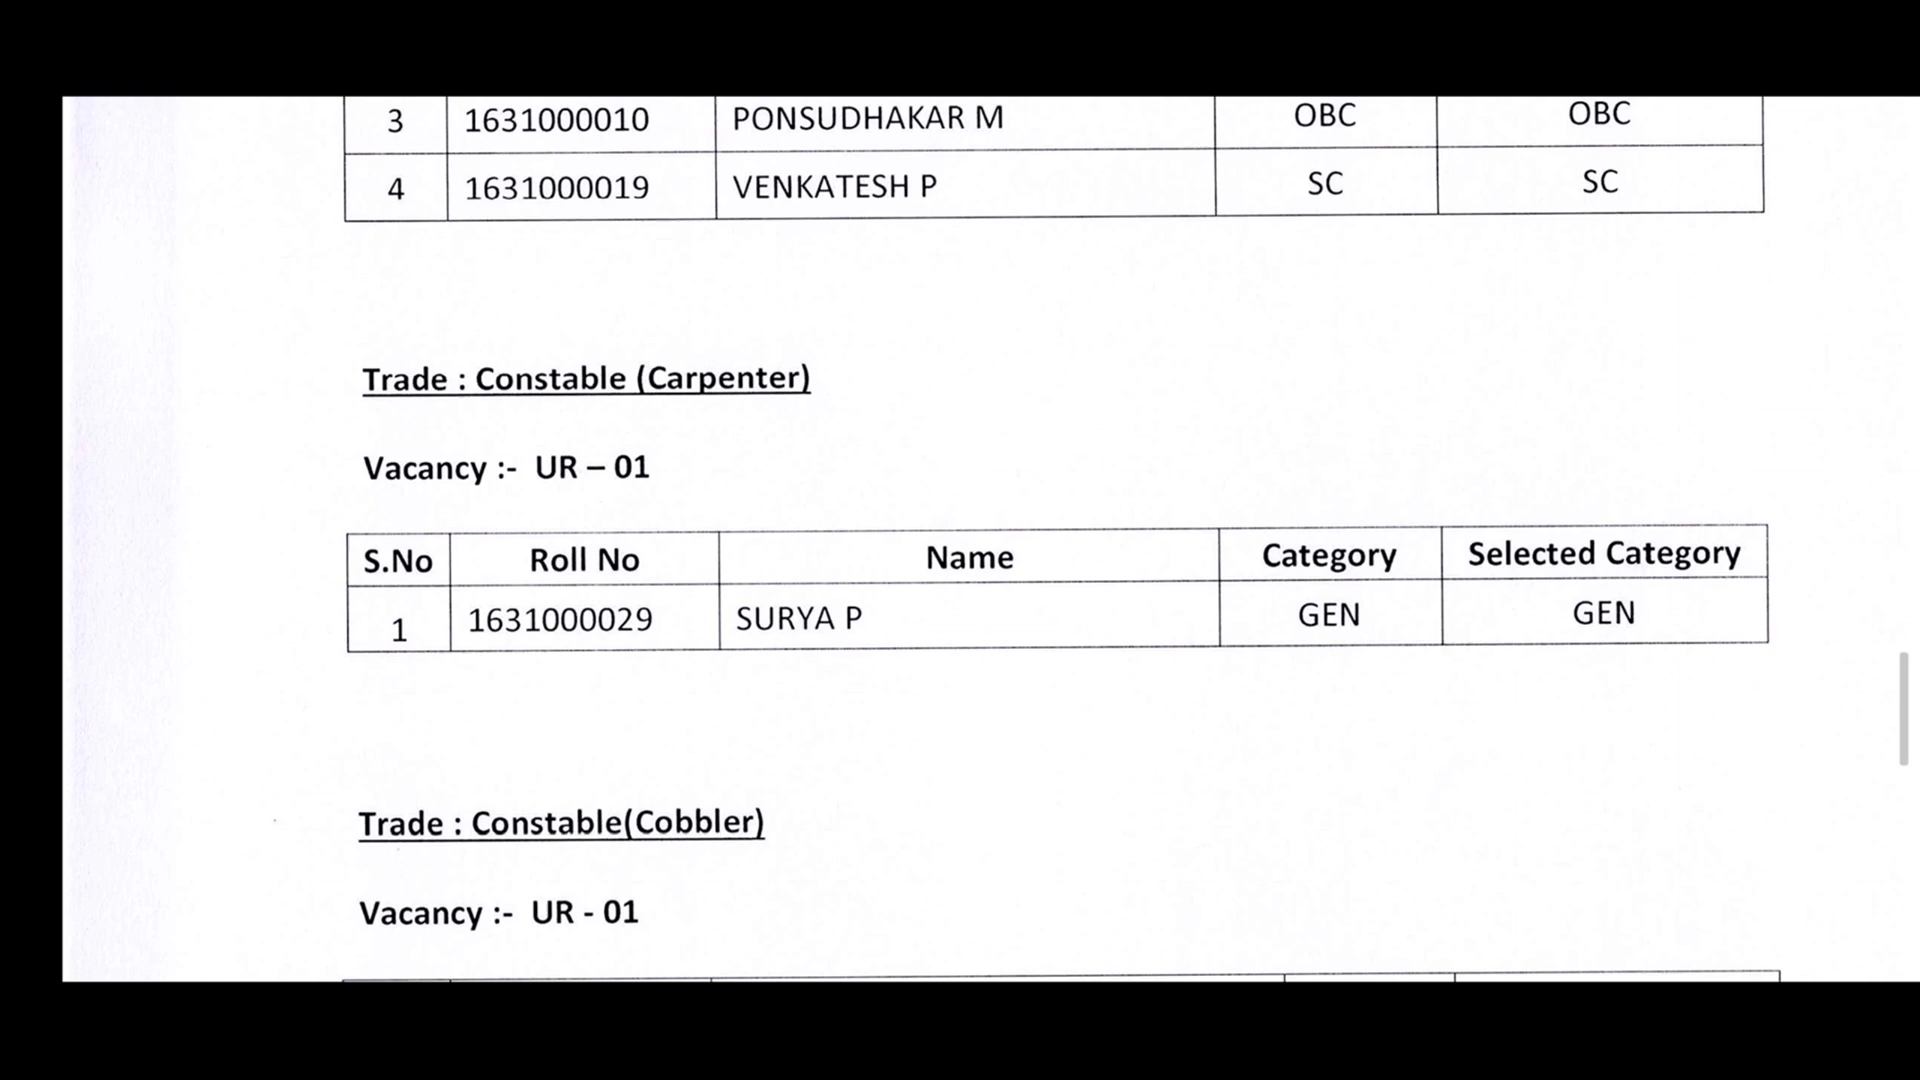 3 1631000010 PONSUDHAKAR M OBC OBC
4 1631000019 VENKATESH P SC SC
Trade : Constable (Carpenter)
Vacancy :- UR – 01
S.No Roll No Name Category Selected Category
1 1631000029 SURYA P GEN GEN
Trade : Constable(Cobbler)
Vacancy :- UR - 01